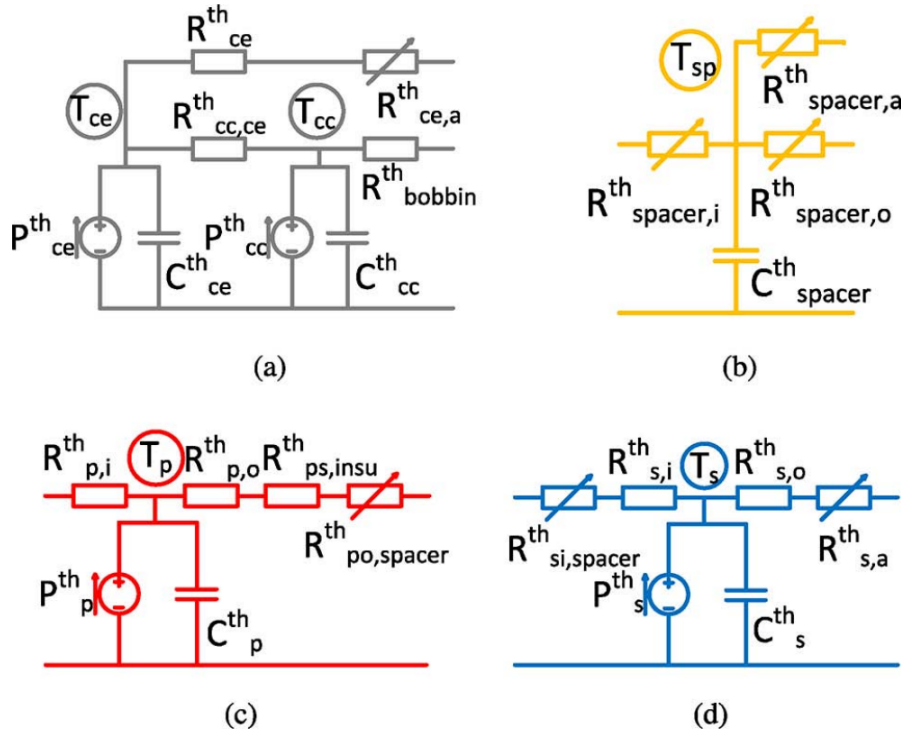 R^th_ce
T_ce
R^th_cc,ce
T_cc
R^th_ce,a
R^th_bobbin
P^th_ce
C^th_ce
P^th_cc
C^th_cc
(a)
T_sp
R^th_spacer,a
R^th_spacer,i
R^th_spacer,o
C^th_spacer
(b)
R^th_p,i
T_p
R^th_p,o
R^th_ps,insu
R^th_po,spacer
P^th_p
C^th_p
(c)
R^th_s,i
T_s
R^th_s,o
R^th_si,spacer
R^th_s,a
P^th_s
C^th_s
(d)